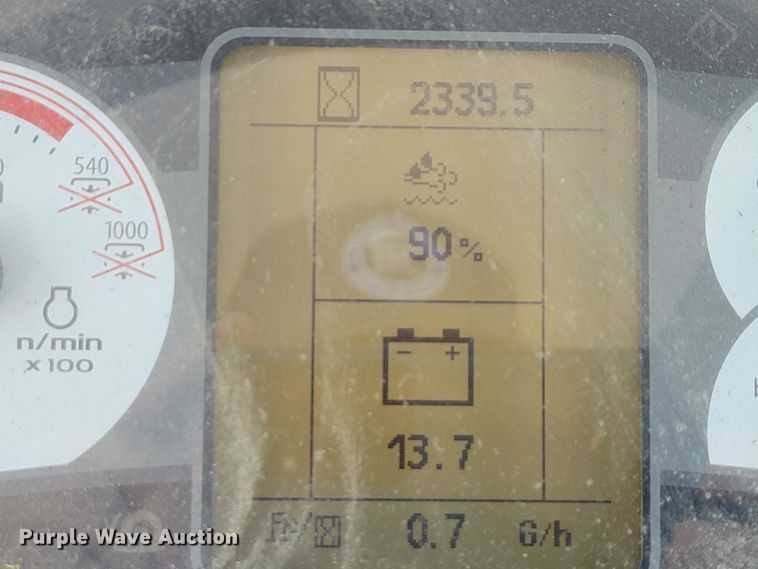 2339.5
540
1000
90%
n/min
x100
- +
13.7
0.7 G/h
Purple Wave Auction